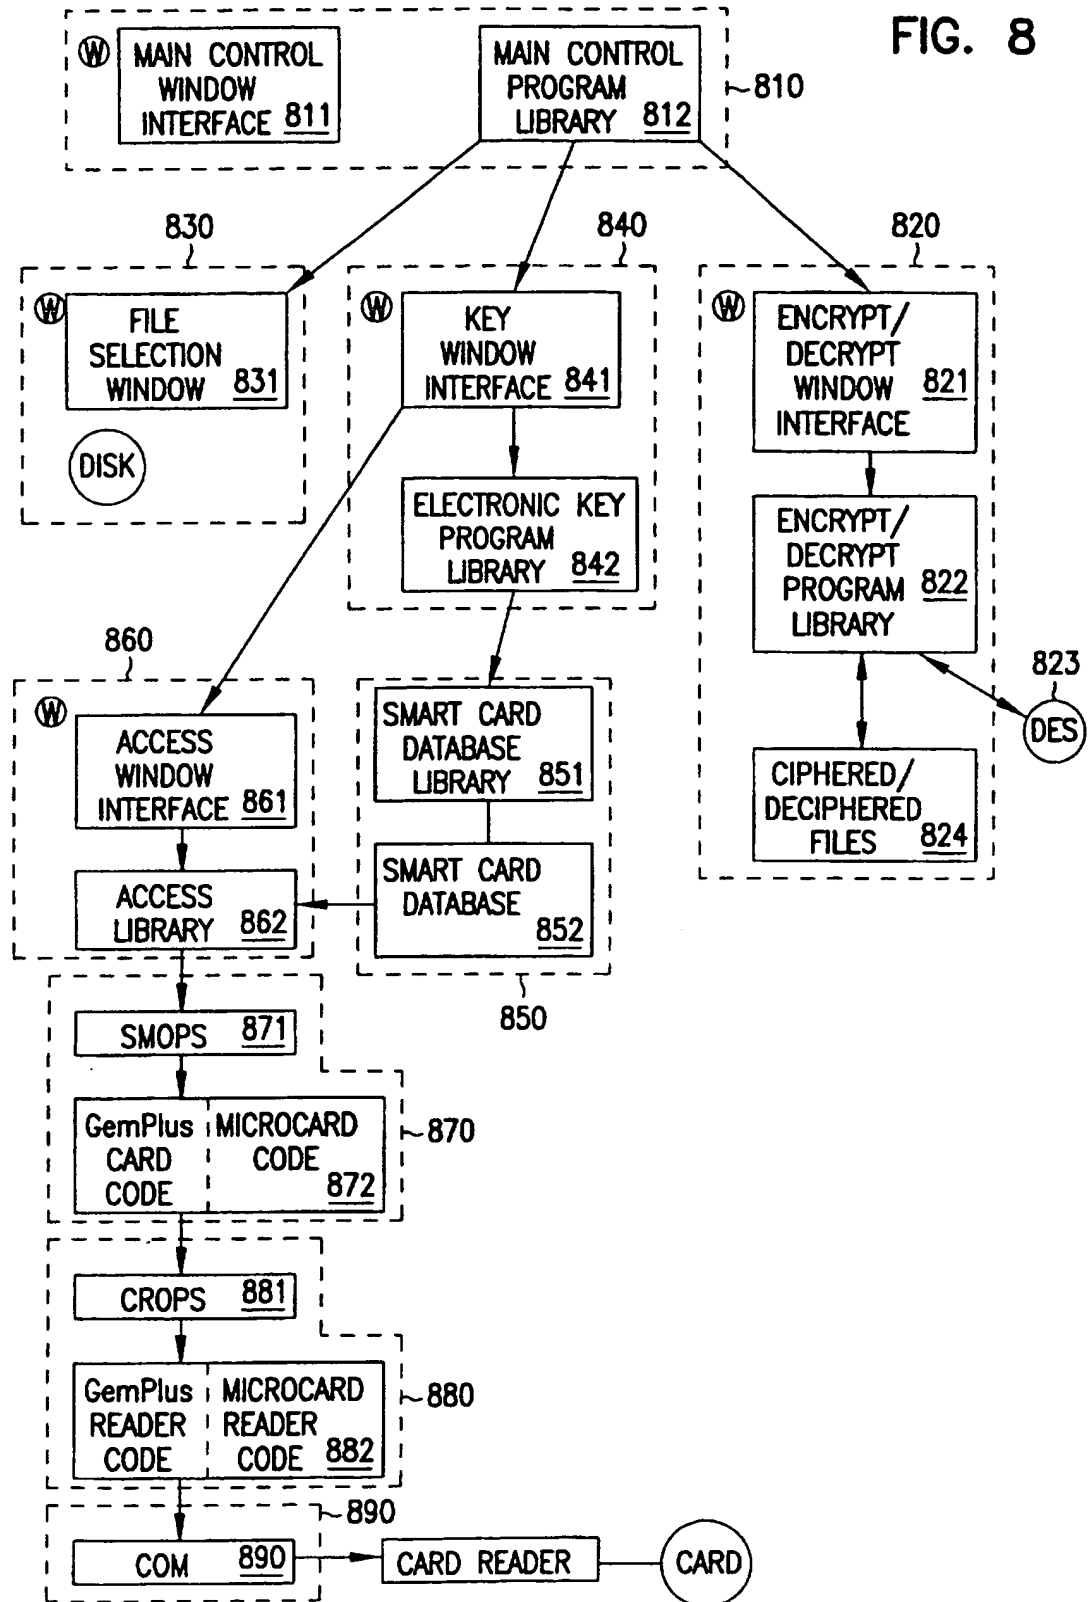 FIG. 8
W
MAIN CONTROL
WINDOW
INTERFACE 811
MAIN CONTROL
PROGRAM
LIBRARY 812
810
830
W
FILE
SELECTION
WINDOW 831
DISK
840
W
KEY
WINDOW
INTERFACE 841
ELECTRONIC KEY
PROGRAM
LIBRARY 842
820
W
ENCRYPT/
DECRYPT
WINDOW 821
INTERFACE
ENCRYPT/
DECRYPT
PROGRAM 822
LIBRARY
823
DES
CIPHERED/
DECIPHERED
FILES 824
860
W
ACCESS
WINDOW
INTERFACE 861
ACCESS
LIBRARY 862
SMART CARD
DATABASE
LIBRARY 851
SMART CARD
DATABASE
852
850
SMOPS 871
GemPlus
CARD
CODE
MICROCARD
CODE
872
870
CROPS 881
GemPlus
READER
CODE
MICROCARD
READER
CODE 882
880
890
COM 890
CARD READER
CARD